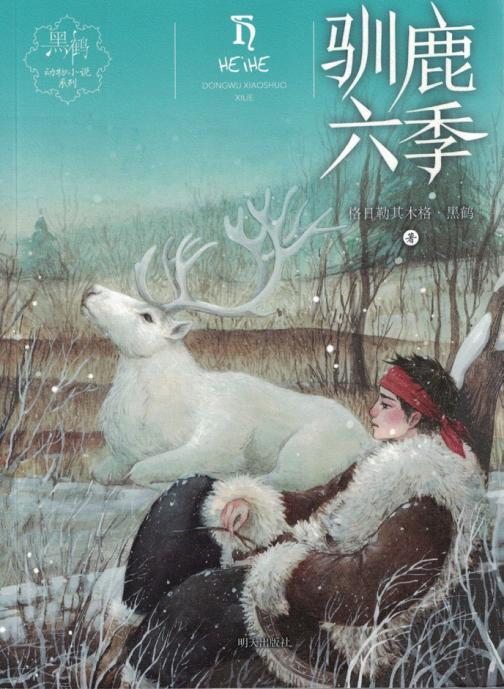 黑鹤
动物小说
系列
HEiHE
DONGWU XIAOSHUO
XILIE
驯鹿
六季
格日勒其木格·黑鹤
著
明天出版社